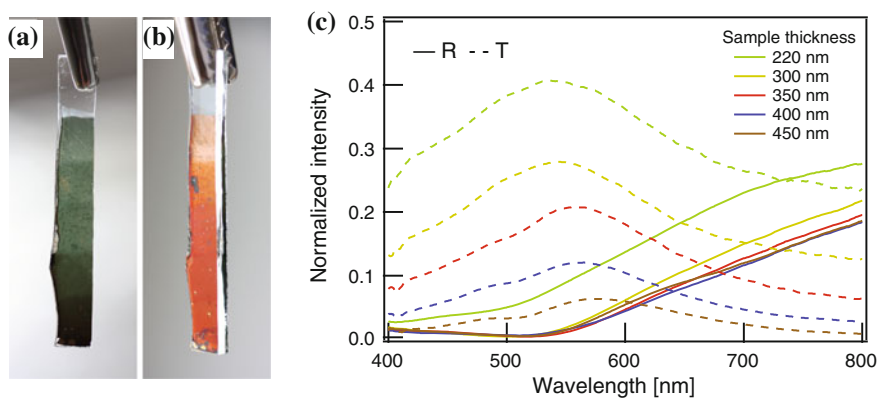 (a)
(b)
(c)
R T
Sample thickness
220 nm
300 nm
350 nm
400 nm
450 nm
Normalized intensity
0.5
0.4
0.3
0.2
0.1
0.0
400 500 600 700 800
Wavelength [nm]